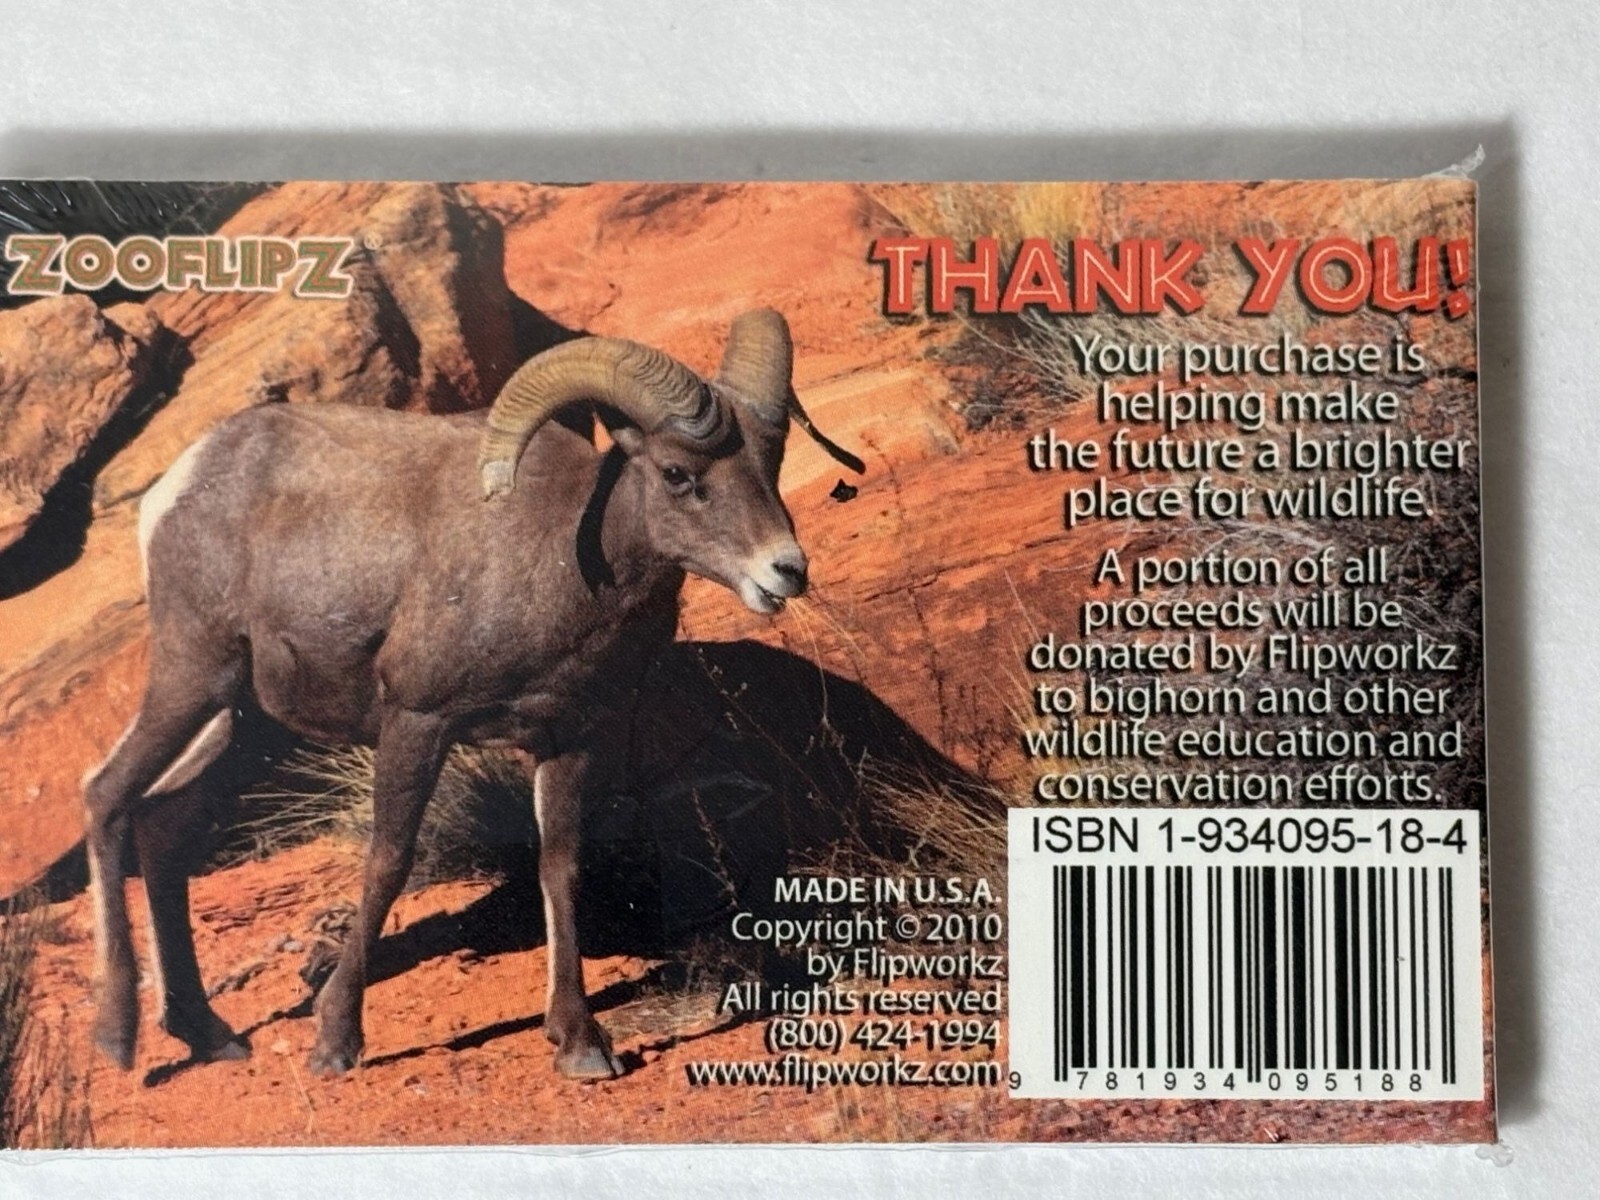 ZOOFLIPZ®
THANK YOU!
Your purchase is
helping make
the future a brighter
place for wildlife.
A portion of all
proceeds will be
donated by Flipworkz
to bighorn and other
wildlife education and
conservation efforts.
ISBN 1-934095-18-4
9 781934 095188
MADE IN U.S.A.
Copyright © 2010
by Flipworkz
All rights reserved
(800) 424-1994
www.flipworkz.com